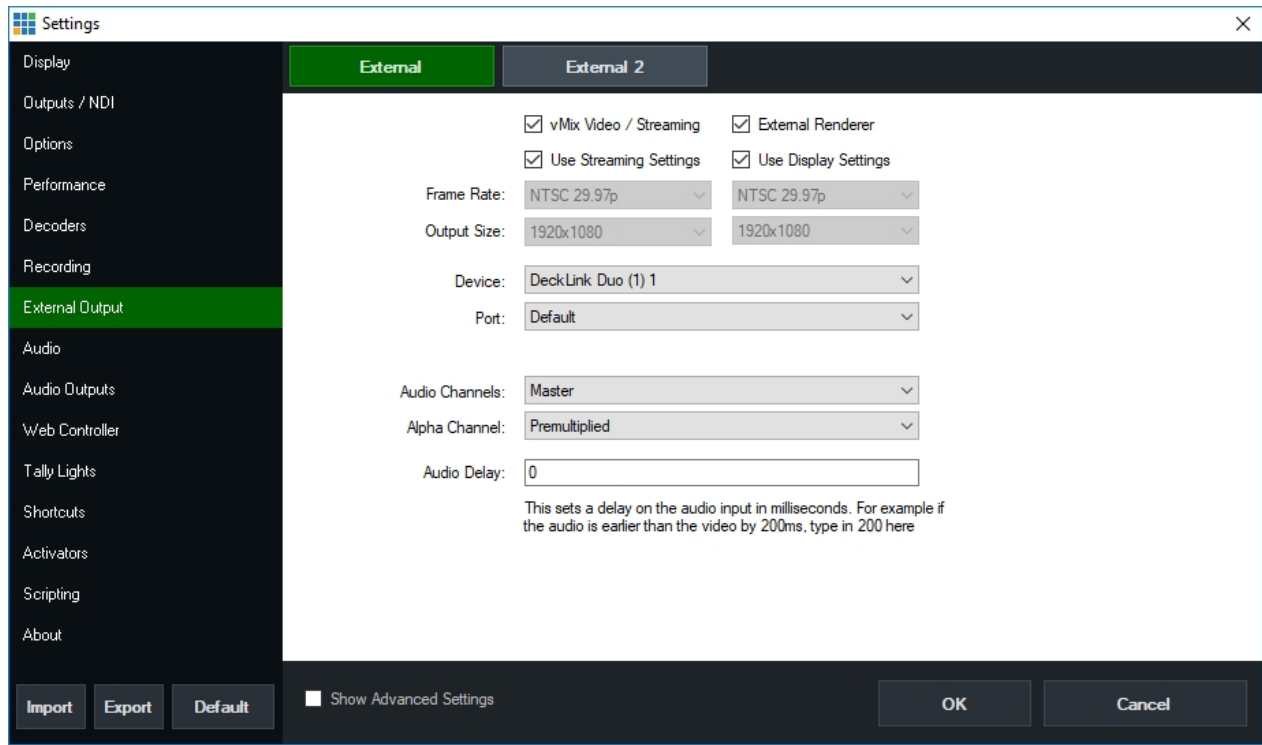 Settings
Display
Outputs / NDI
Options
Performance
Decoders
Recording
External Output
Audio
Audio Outputs
Web Controller
Tally Lights
Shortcuts
Activators
Scripting
About
Import Export Default
External External 2
vMix Video / Streaming External Renderer
Use Streaming Settings Use Display Settings
Frame Rate: NTSC 29.97p NTSC 29.97p
Output Size: 1920x1080 1920x1080
Device: DeckLink Duo (1) 1
Port: Default
Audio Channels: Master
Alpha Channel: Premultiplied
Audio Delay: 0
This sets a delay on the audio input in milliseconds. For example if
the audio is earlier than the video by 200ms, type in 200 here
Show Advanced Settings OK Cancel